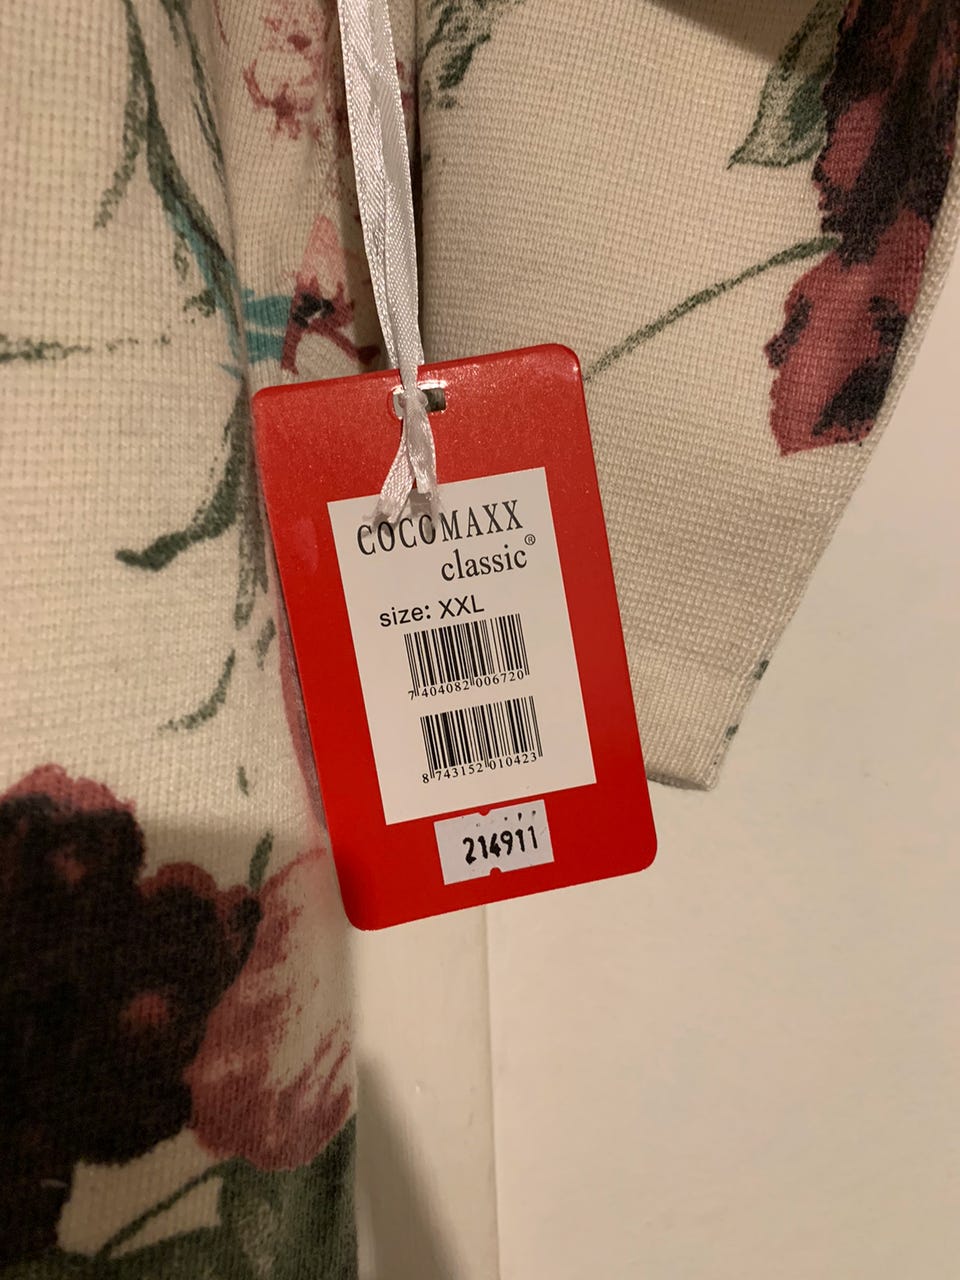 COCOMAXX
classic®
size: XXL
7 404082 006720
8 743152 010423
214911